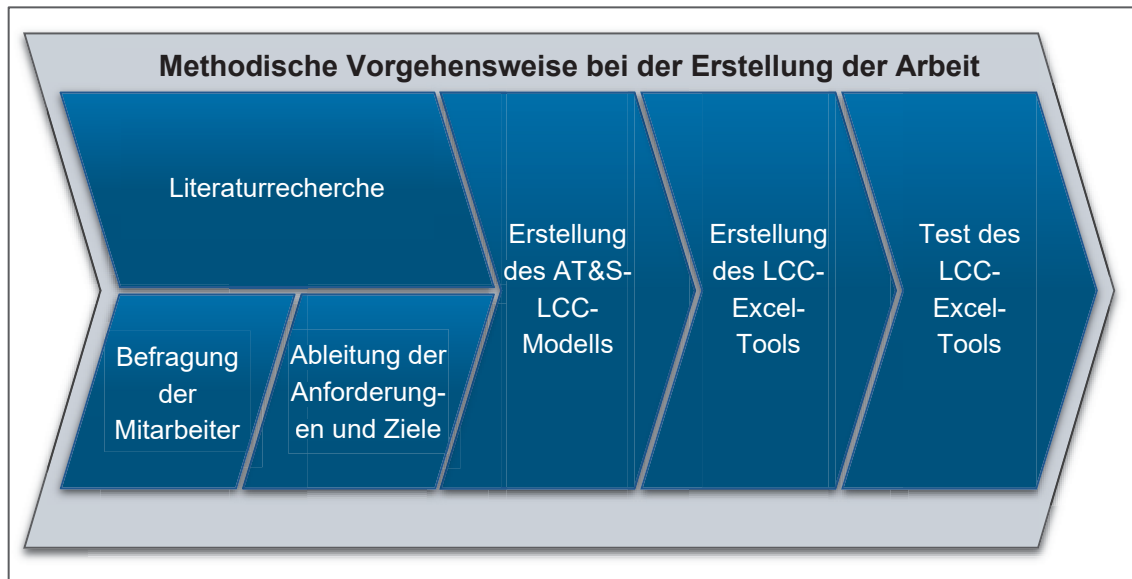 Methodische Vorgehensweise bei der Erstellung der Arbeit
Literaturrecherche
Befragung
der
Mitarbeiter
Ableitung der
Anforderung-
en und Ziele
Erstellung
des AT&S-
LCC-
Modells
Erstellung
des LCC-
Excel-
Tools
Test des
LCC-
Excel-
Tools